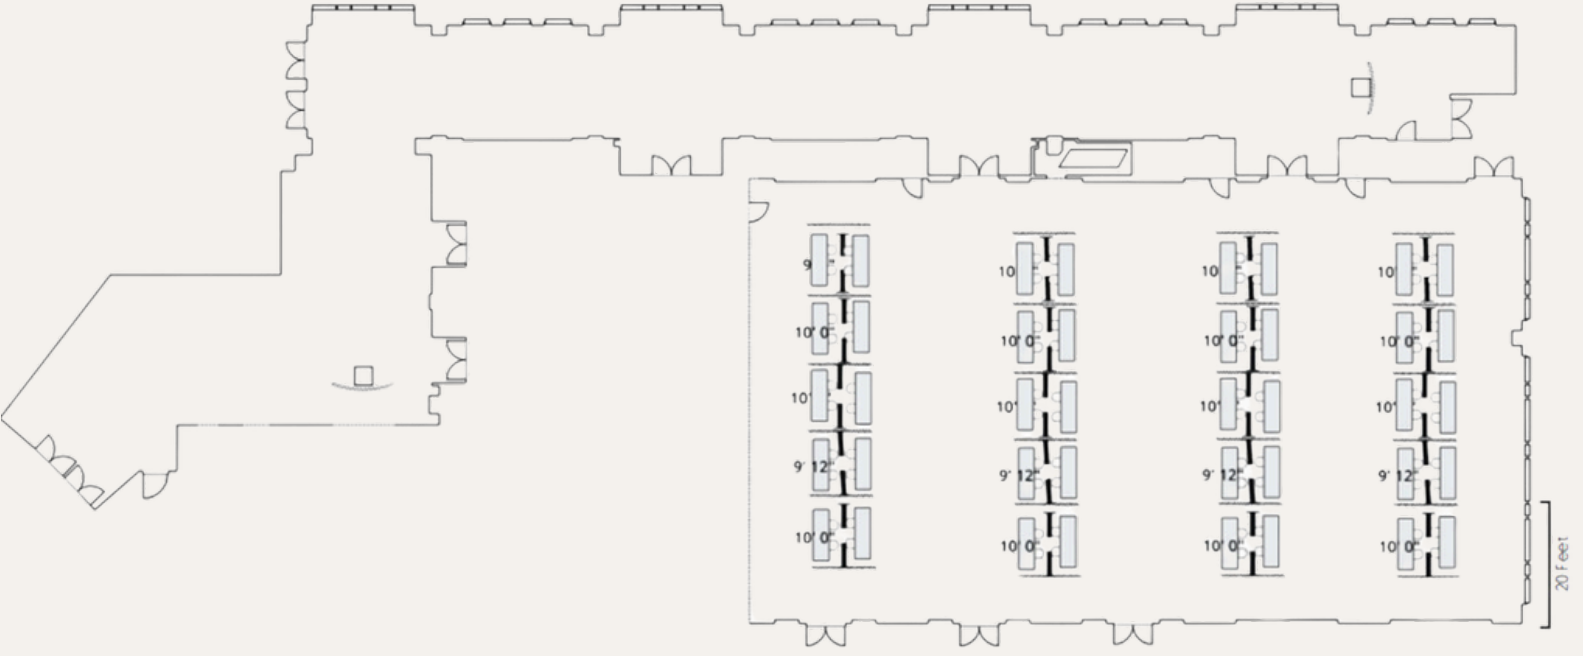 9 " 10 " 10 " 10 "
10' 0" 10' 0" 10' 0" 10' 0"
10' " 10' " 10' " 10' "
9' 12" 9' 12" 9' 12" 9' 12"
10' 0" 10' 0" 10' 0" 10' 0"
20 Feet